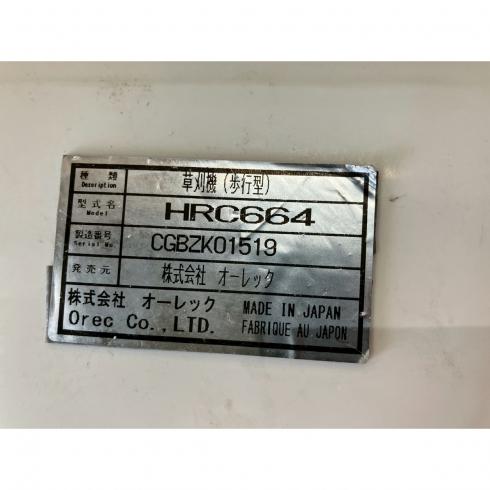 種類 草刈機(歩行型)
Description
型式名 HRC664
Model
製造番号 CGBZK01519
Serial No.
発売元 株式会社 オーレック
株式会社 オーレック MADE IN JAPAN
Orec Co.,LTD. FABRIQUE AU JAPON